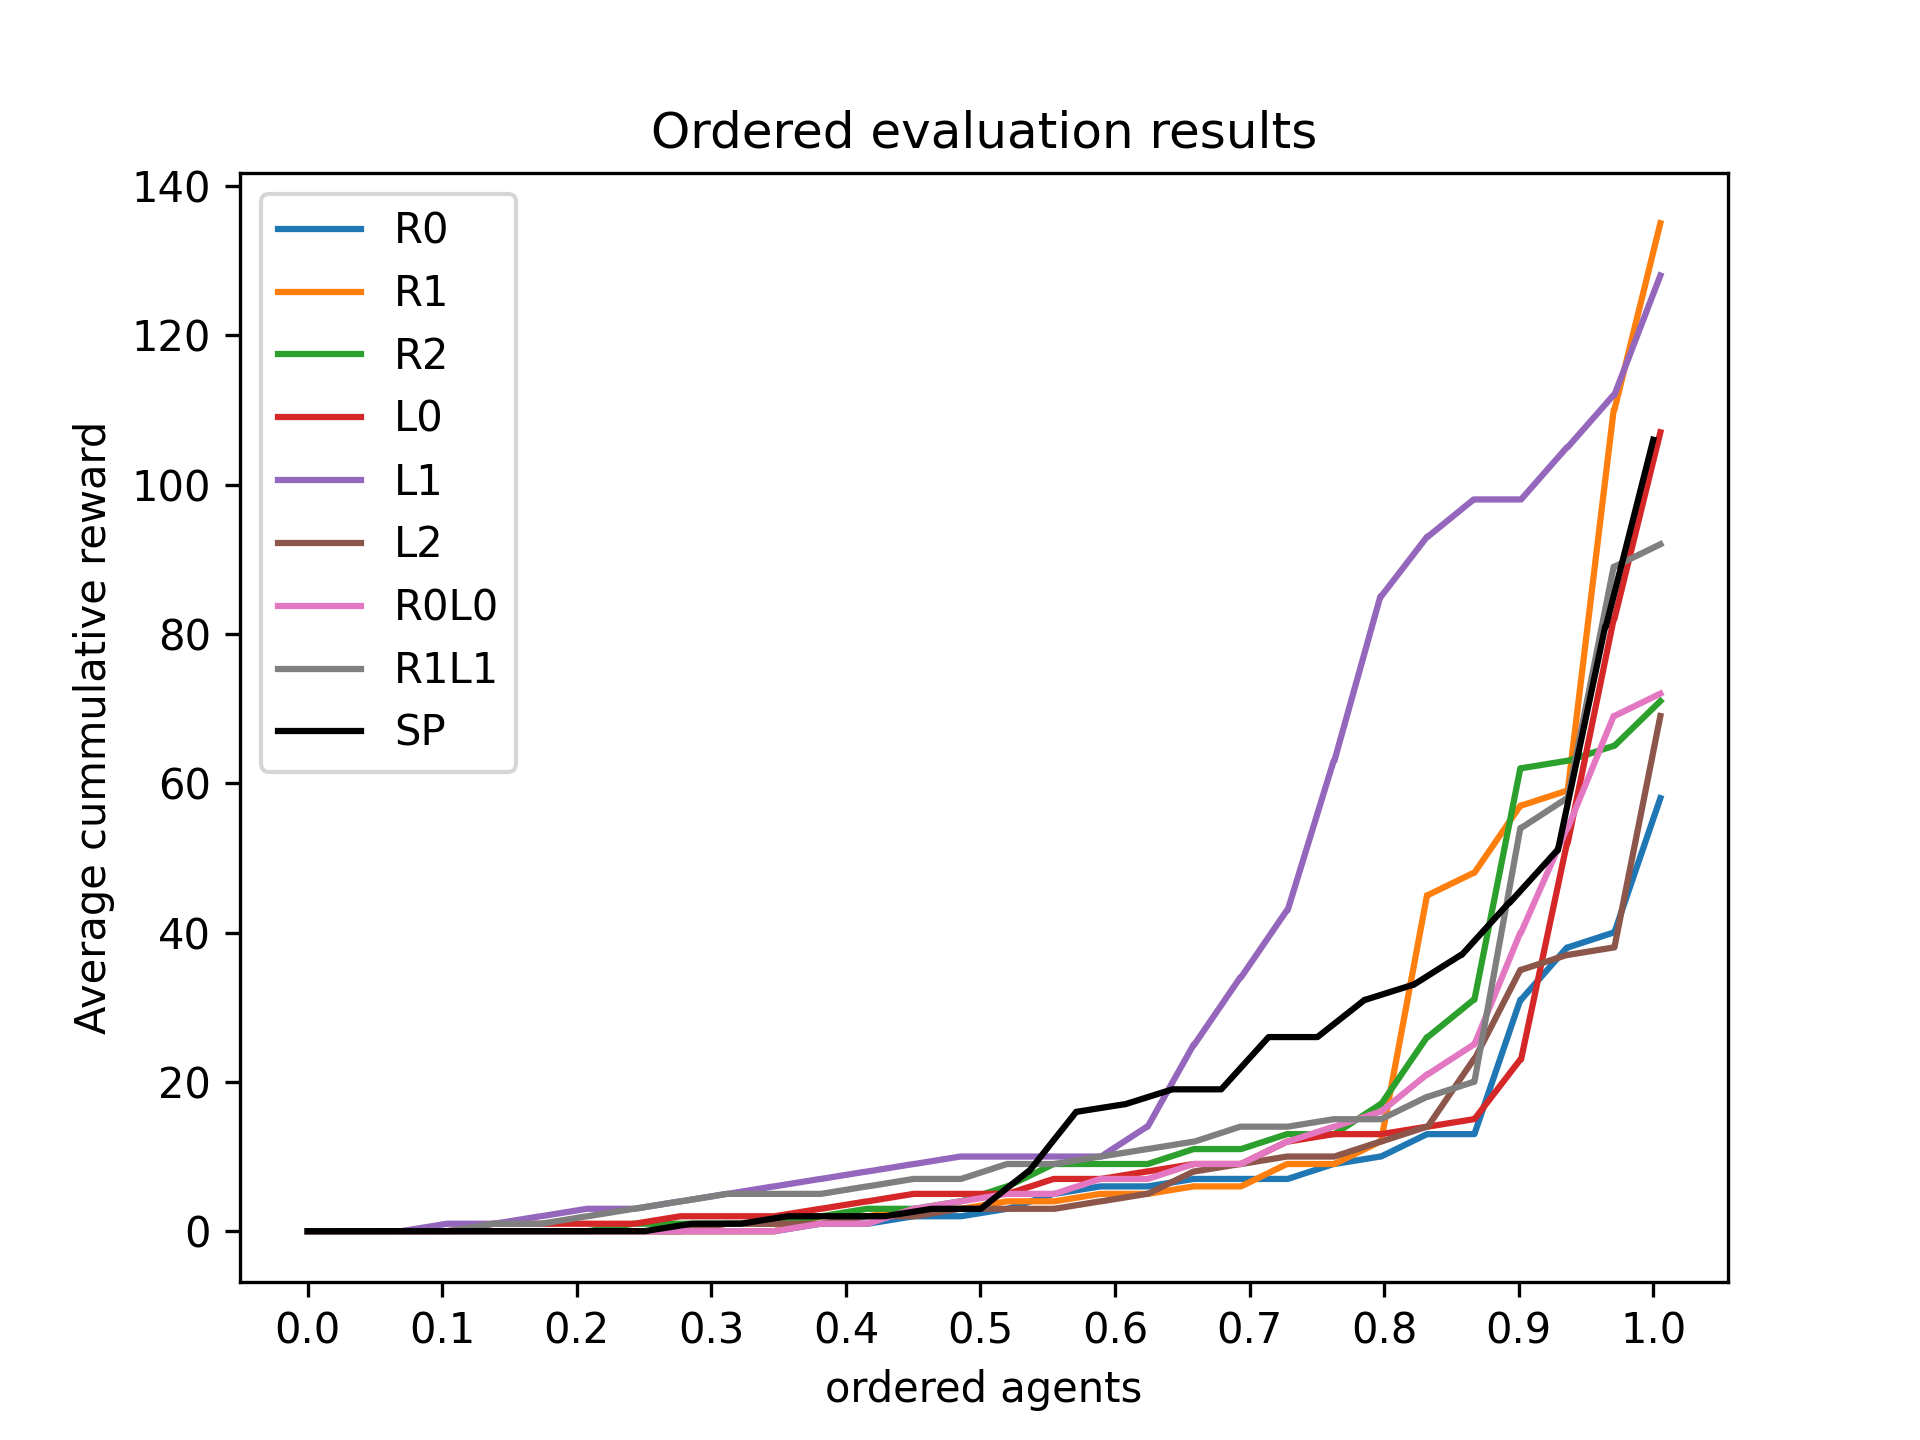 Ordered evaluation results
140
120
100
80
60
40
20
0
Average cummulative reward
R0
R1
R2
L0
L1
L2
R0L0
R1L1
SP
0.0 0.1 0.2 0.3 0.4 0.5 0.6 0.7 0.8 0.9 1.0
ordered agents